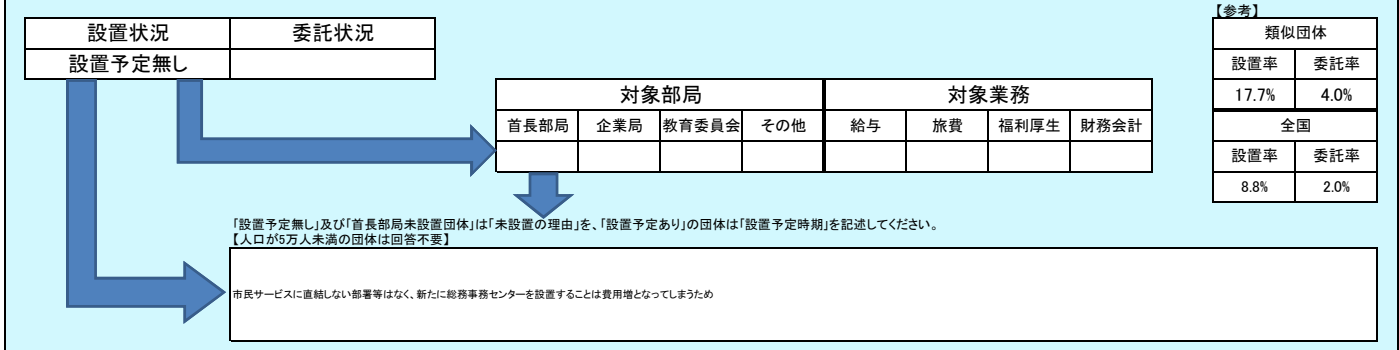 【参考】
設置状況 委託状況
設置予定無し
類似団体
設置率 委託率
17.7% 4.0%
全国
設置率 委託率
8.8% 2.0%
対象部局 対象業務
首長部局 企業局 教育委員会 その他 給与 旅費 福利厚生 財務会計
「設置予定無し」及び「首長部局未設置団体」は「未設置の理由」を、「設置予定あり」の団体は「設置予定時期」を記述してください。
【人口が5万人未満の団体は回答不要】
市民サービスに直結しない部署等はなく、新たに総務事務センターを設置することは費用増となってしまうため